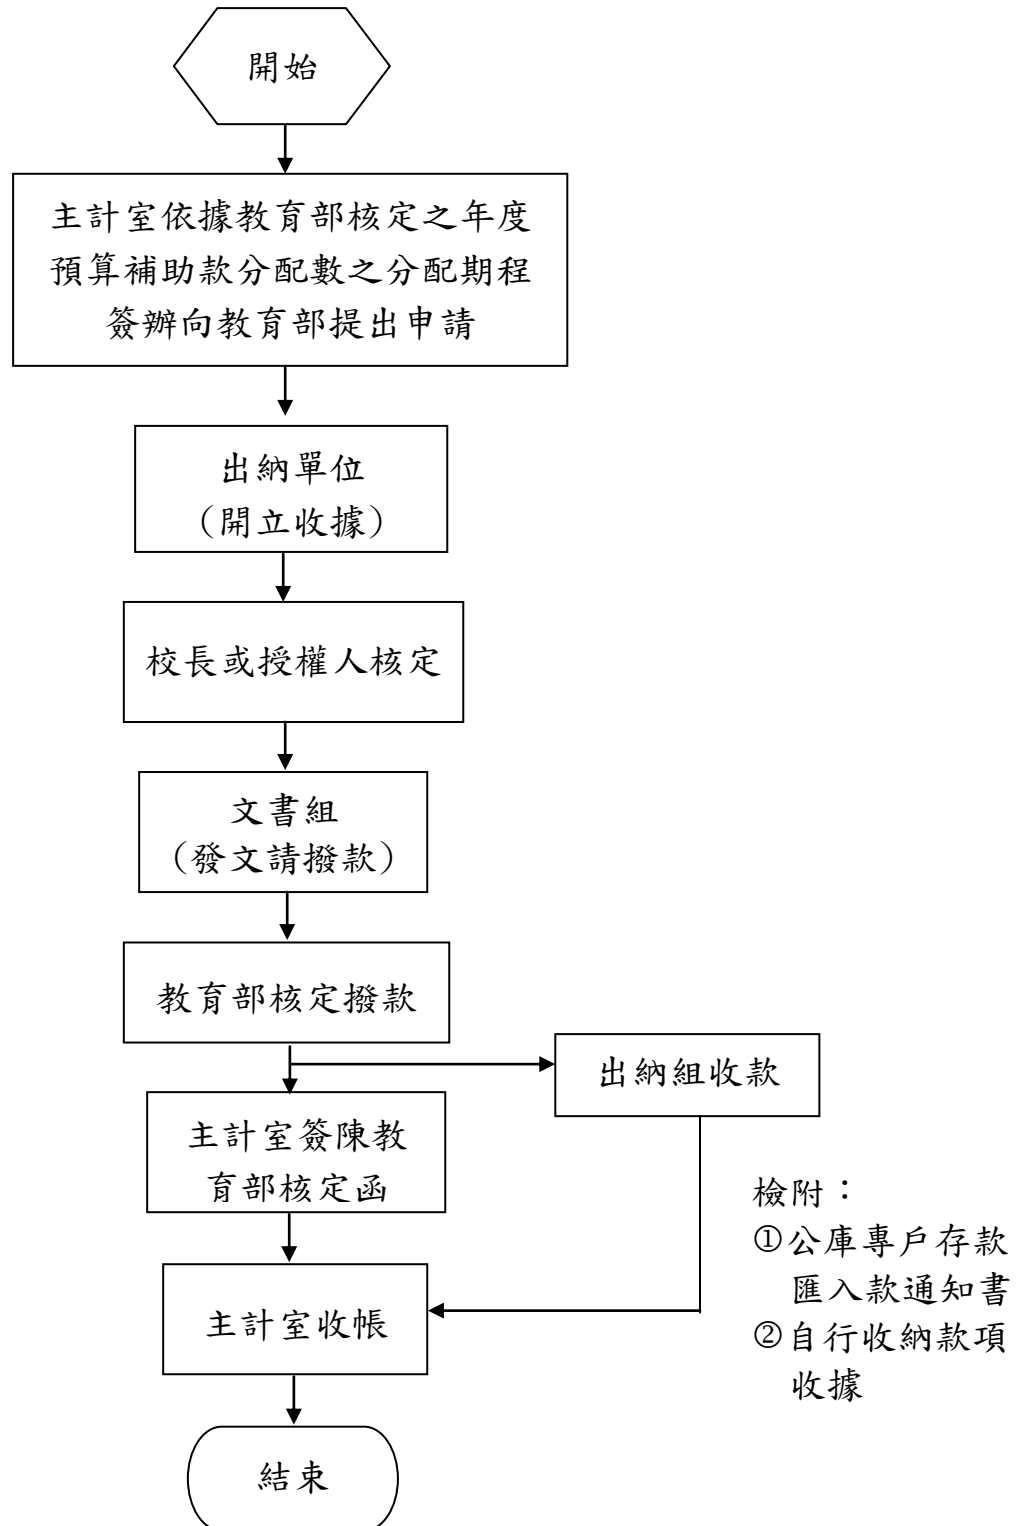 開始
主計室依據教育部核定之年度
預算補助款分配數之分配期程
簽辦向教育部提出申請
出納單位
（開立收據）
校長或授權人核定
文書組
（發文請撥款）
教育部核定撥款
出納組收款
主計室簽陳教
育部核定函
檢附：
①公庫專戶存款
匯入款通知書
②自行收納款項
收據
主計室收帳
結束